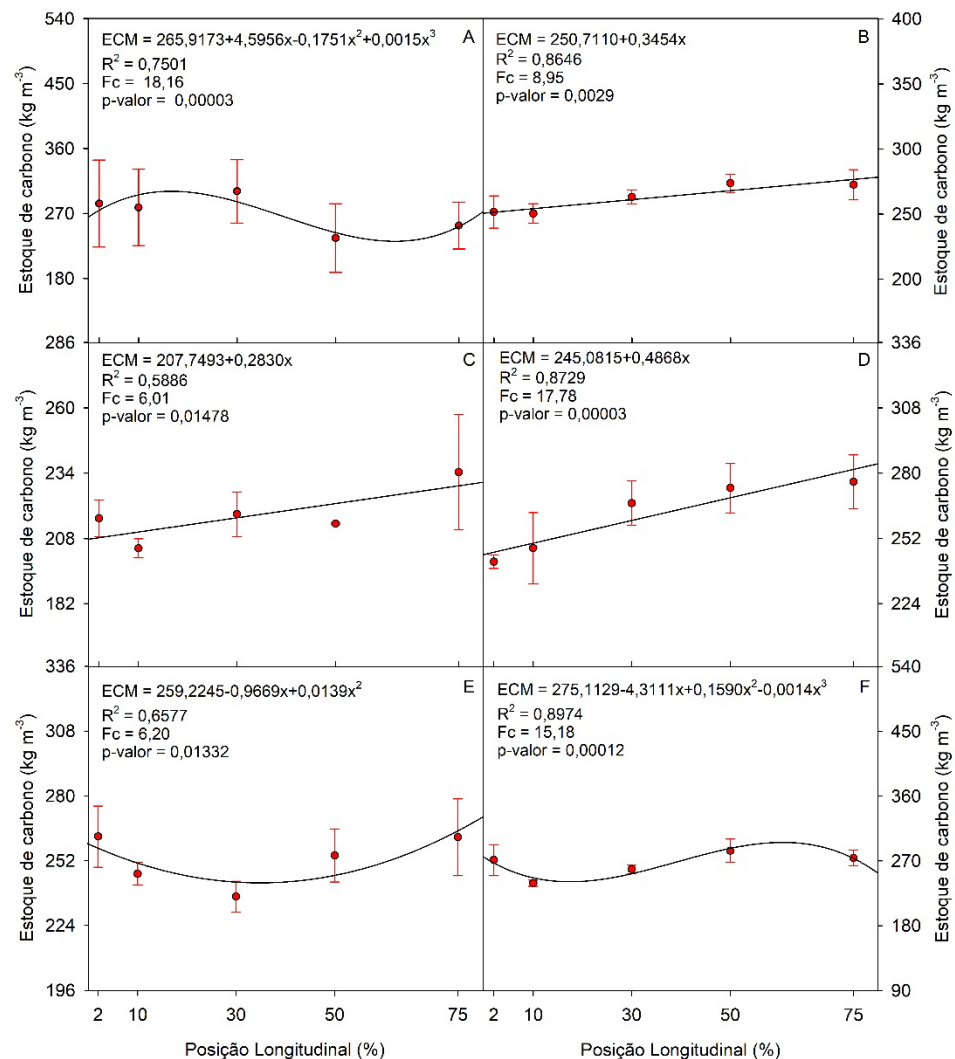 540
450
360
270
180
286
Estoque de carbono (kg m-3)
ECM = 265,9173+4,5956x-0,1751x2+0,0015x3
A
R2 = 0,7501
Fc = 18,16
p-valor = 0,00003
ECM = 250,7110+0,3454x
B
R2 = 0,8646
Fc = 8,95
p-valor = 0,0029
400
350
300
250
200
336
Estoque de carbono (kg m-3)
260
234
208
182
336
Estoque de carbono (kg m-3)
ECM = 207,7493+0,2830x
C
R2 = 0,5886
Fc = 6,01
p-valor = 0,01478
ECM = 245,0815+0,4868x
D
R2 = 0,8729
Fc = 17,78
p-valor = 0,00003
308
280
252
224
540
Estoque de carbono (kg m-3)
308
280
252
224
196
Estoque de carbono (kg m-3)
ECM = 259,2245-0,9669x+0,0139x2
E
R2 = 0,6577
Fc = 6,20
p-valor = 0,01332
ECM = 275,1129-4,3111x+0,1590x2-0,0014x3
F
R2 = 0,8974
Fc = 15,18
p-valor = 0,00012
450
360
270
180
90
Estoque de carbono (kg m-3)
2 10 30 50 75
2 10 30 50 75
Posição Longitudinal (%)
Posição Longitudinal (%)